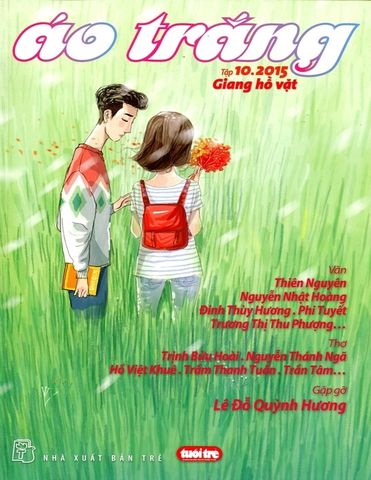 áo trắng
Tập 10.2015
Giang hồ vặt
Văn
Thiên Nguyên
Nguyễn Nhật Hoàng
Đinh Thùy Hương . Phi Tuyết
Trương Thị Thu Phượng...
Thơ
Trịnh Bửu Hoài . Nguyễn Thánh Ngã
Hồ Việt Khuê . Trầm Thanh Tuấn . Trần Tâm...
Gặp gỡ
Lê Đỗ Quỳnh Hương
NHÀ XUẤT BẢN TRẺ
tuổi trẻ